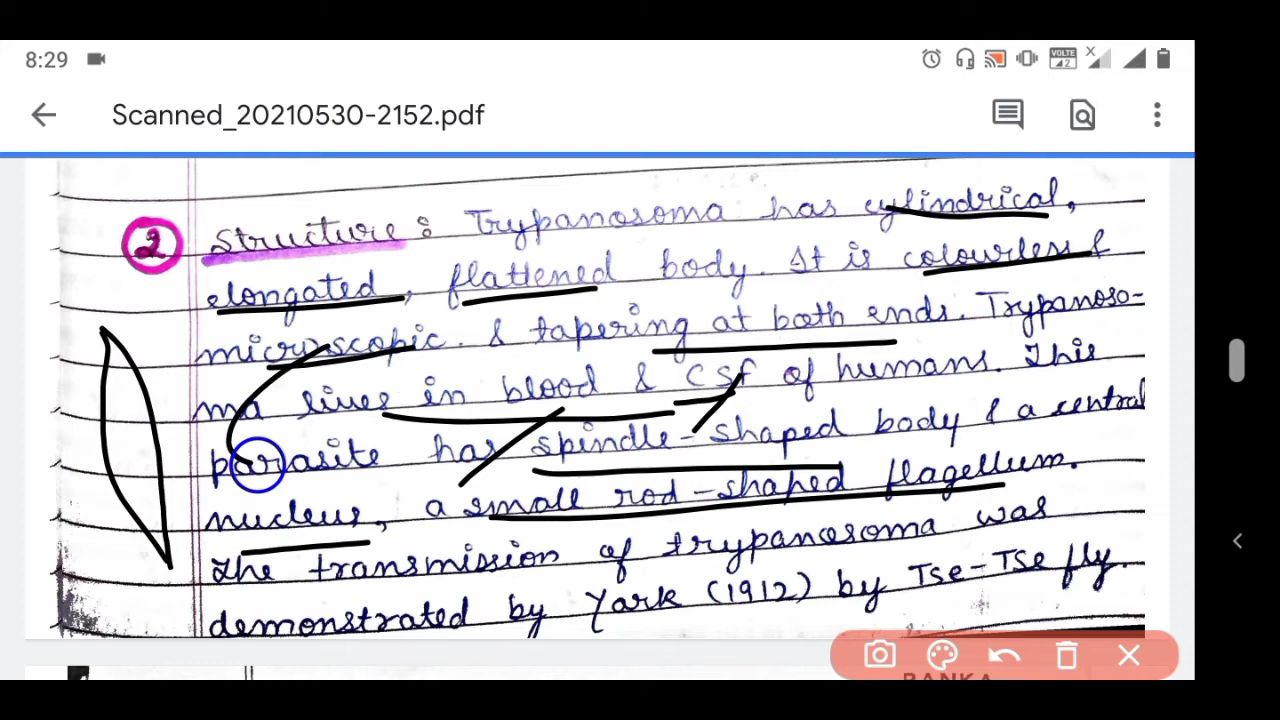 8:29
VOLTE 2 X
Scanned_20210530-2152.pdf
2 Structure : Trypanosoma has cylindrical,
elongated, flattened body. It is colourless &
microscopic. & tapering at both ends. Trypanoso-
ma lives in blood & CSF of humans. This
parasite has spindle-shaped body & a central
nucleus, a small rod-shaped flagellum.
The transmission of trypanosoma was
demonstrated by York (1912) by Tse-Tse fly.